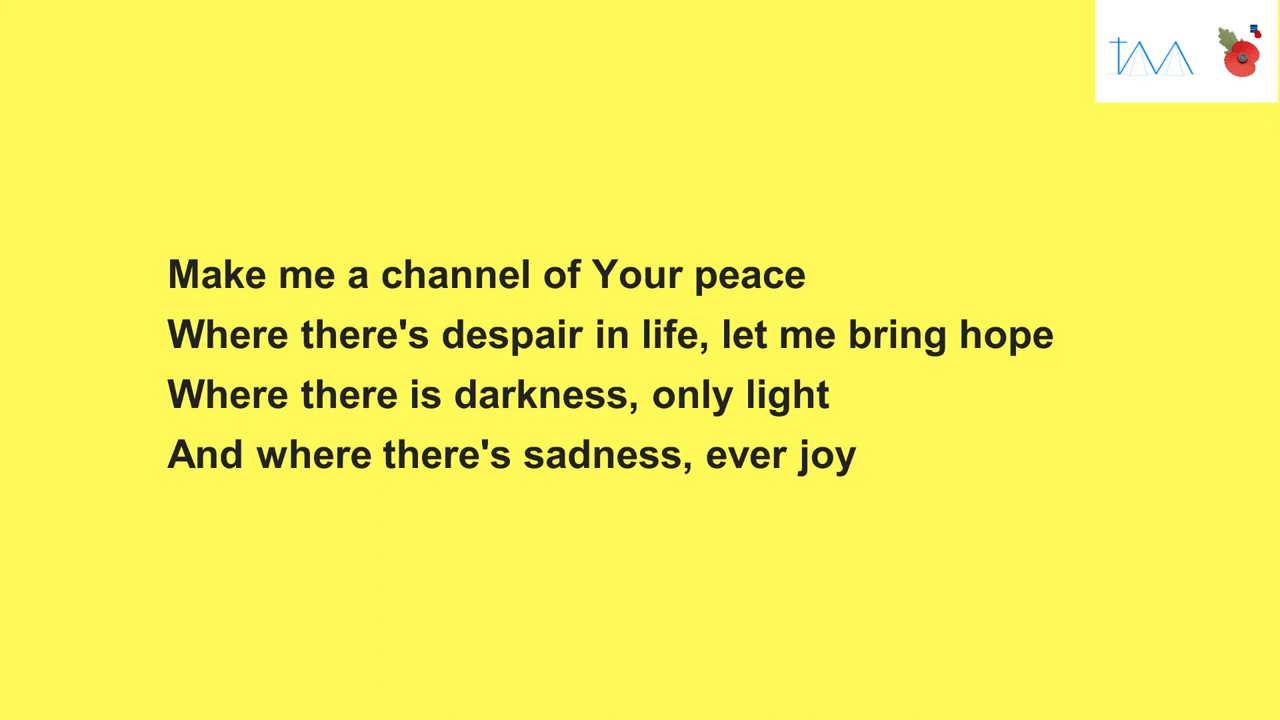 Make me a channel of Your peace
Where there's despair in life, let me bring hope
Where there is darkness, only light
And where there's sadness, ever joy